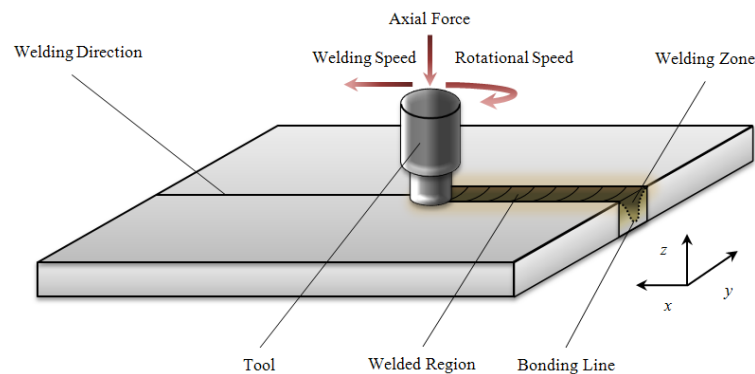 Axial Force
Welding Direction
Welding Speed
Rotational Speed
Welding Zone
z
x
y
Tool
Welded Region
Bonding Line